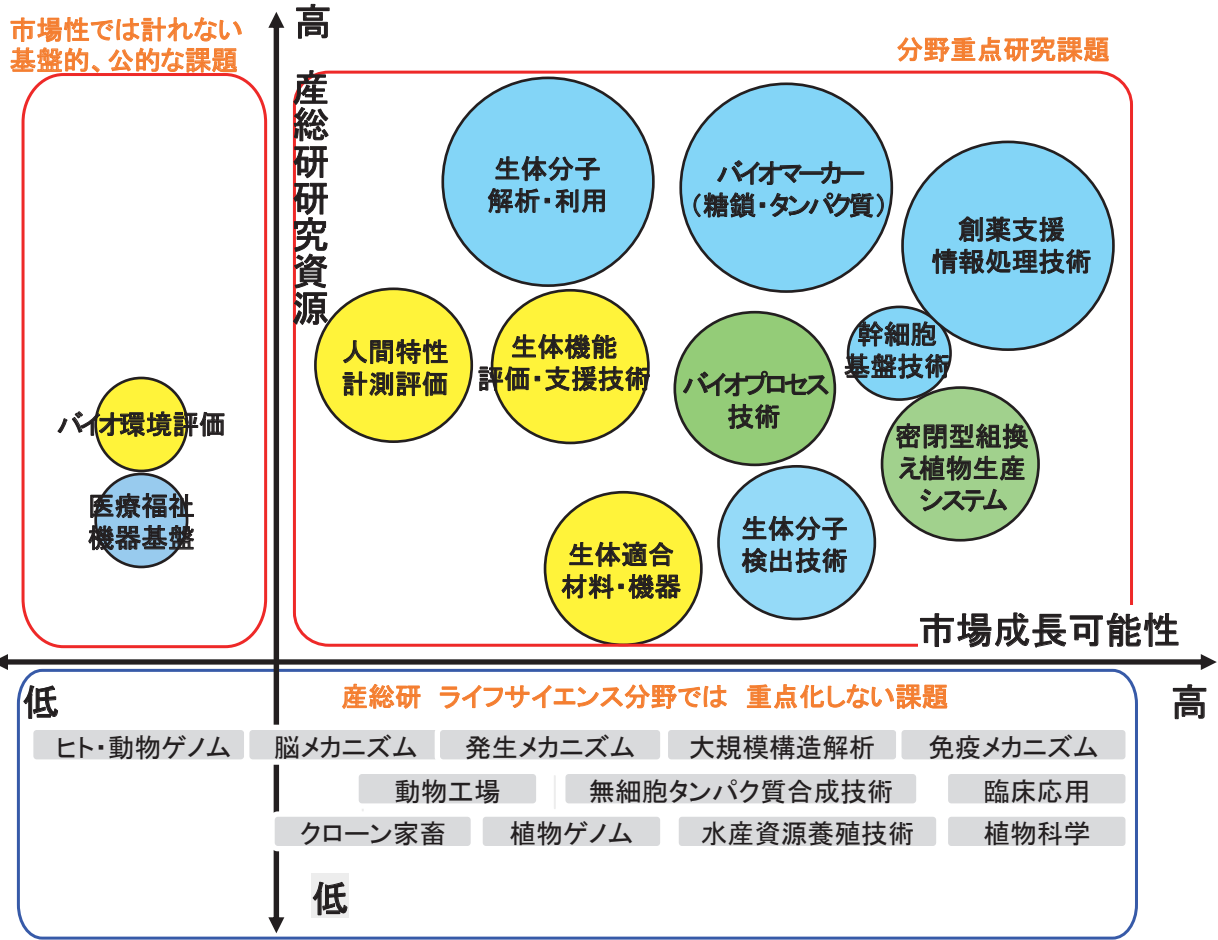 市場性では計れない
基盤的、公的な課題
高
産総研研究資源
分野重点研究課題
生体分子
解析・利用
バイオマーカー
（糖鎖・タンパク質）
創薬支援
情報処理技術
人間特性
計測評価
生体機能
評価・支援技術
バイオプロセス
技術
幹細胞
基盤技術
密閉型組換
え植物生産
システム
バイオ環境評価
医療福祉
機器基盤
生体適合
材料・機器
生体分子
検出技術
市場成長可能性
低
高
産総研 ライフサイエンス分野では 重点化しない課題
ヒト・動物ゲノム
脳メカニズム
発生メカニズム
大規模構造解析
免疫メカニズム
動物工場
無細胞タンパク質合成技術
臨床応用
クローン家畜
植物ゲノム
水産資源養殖技術
植物科学
低